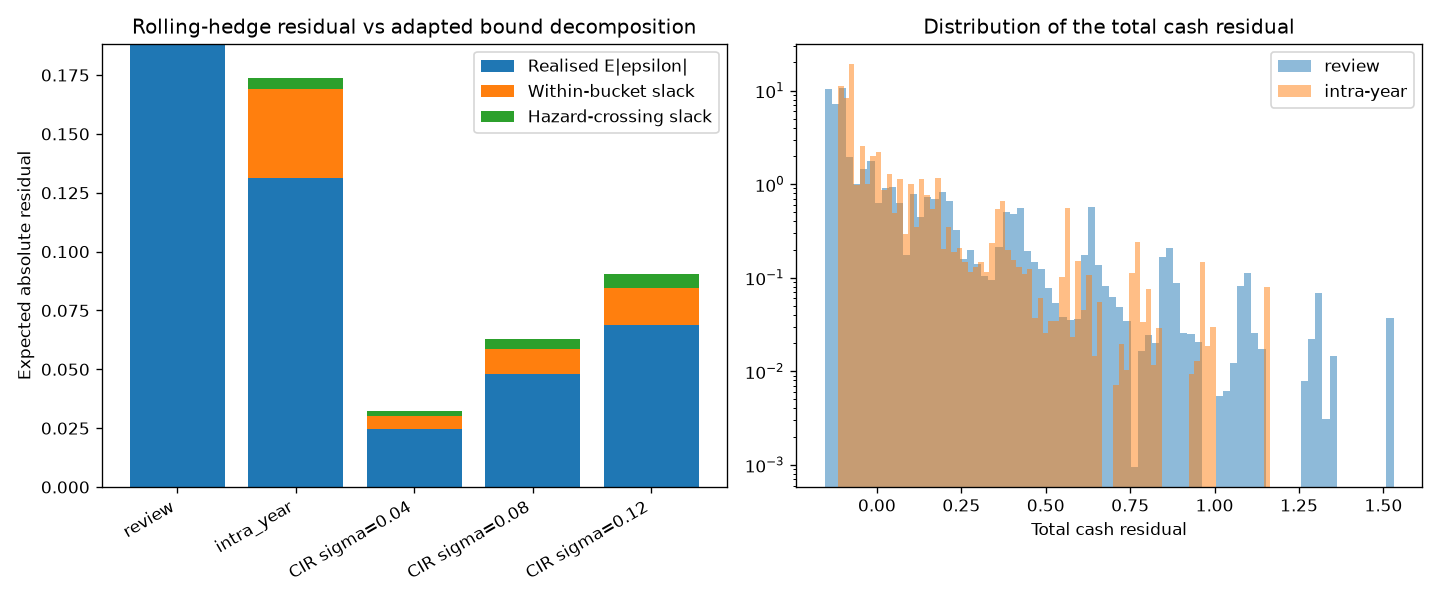 Rolling-hedge residual vs adapted bound decomposition
Expected absolute residual
0.175
0.150
0.125
0.100
0.075
0.050
0.025
0.000
Realised E|epsilon|
Within-bucket slack
Hazard-crossing slack
review
intra_year
CIR sigma=0.04
CIR sigma=0.08
CIR sigma=0.12
Distribution of the total cash residual
10¹
10⁰
10⁻¹
10⁻²
10⁻³
review
intra-year
0.00
0.25
0.50
0.75
1.00
1.25
1.50
Total cash residual